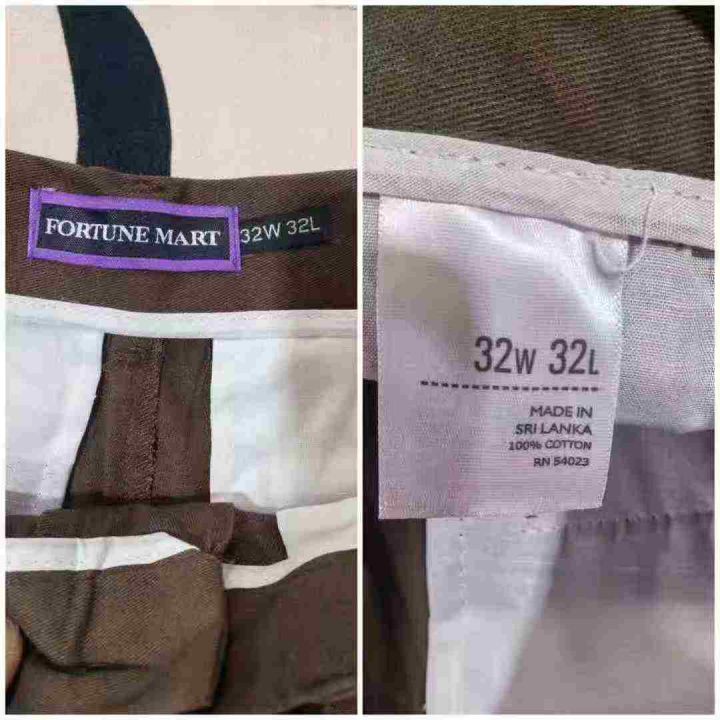 FORTUNE MART 32W 32L
32W 32L
MADE IN
SRI LANKA
100% COTTON
RN 54023